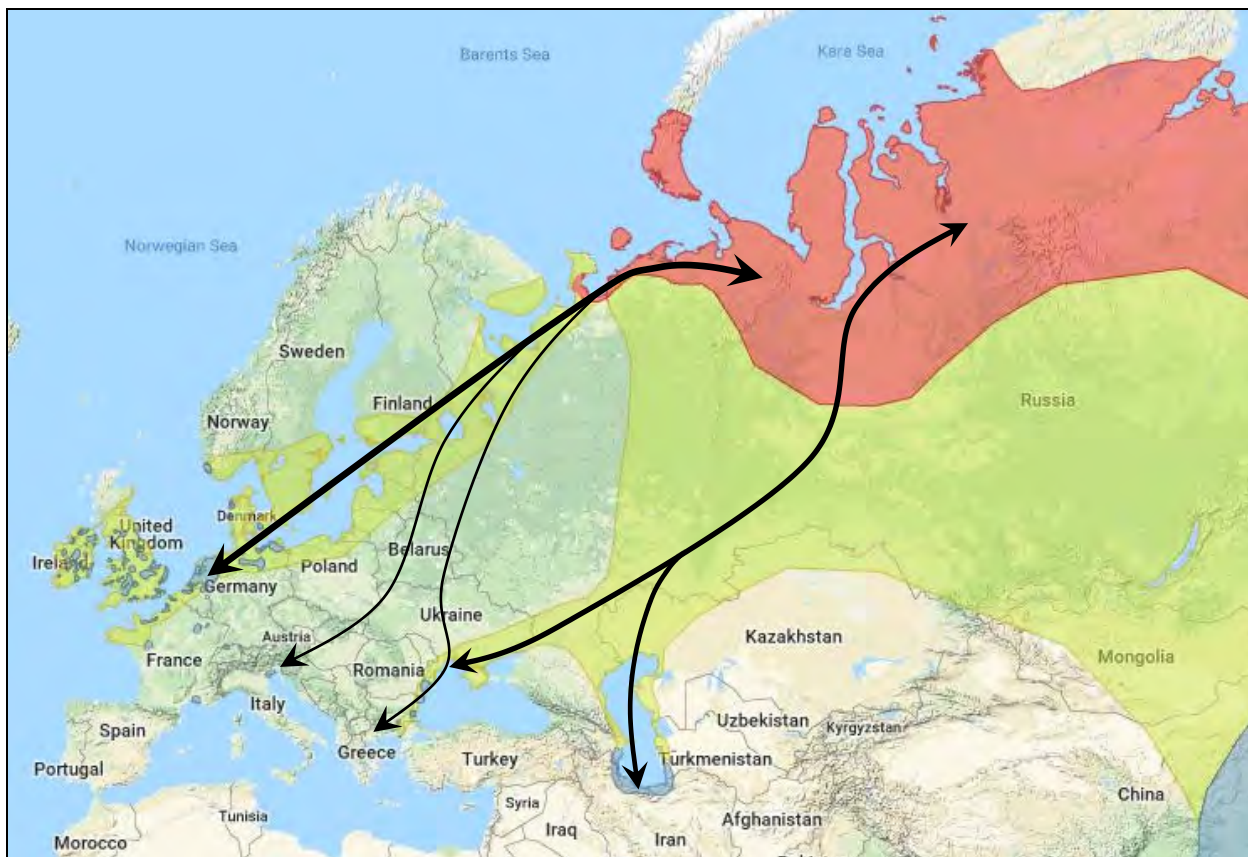 Barents Sea
Kara Sea
Norwegian Sea
Sweden
Finland
Norway
Russia
United
Kingdom
Denmark
Ireland
Belarus
Poland
Germany
Ukraine
Austria
Kazakhstan
France
Romania
Mongolia
Italy
Uzbekistan
Kyrgyzstan
Spain
Greece
Turkey
Turkmenistan
Portugal
China
Syria
Tunisia
Afghanistan
Iraq
Iran
Morocco